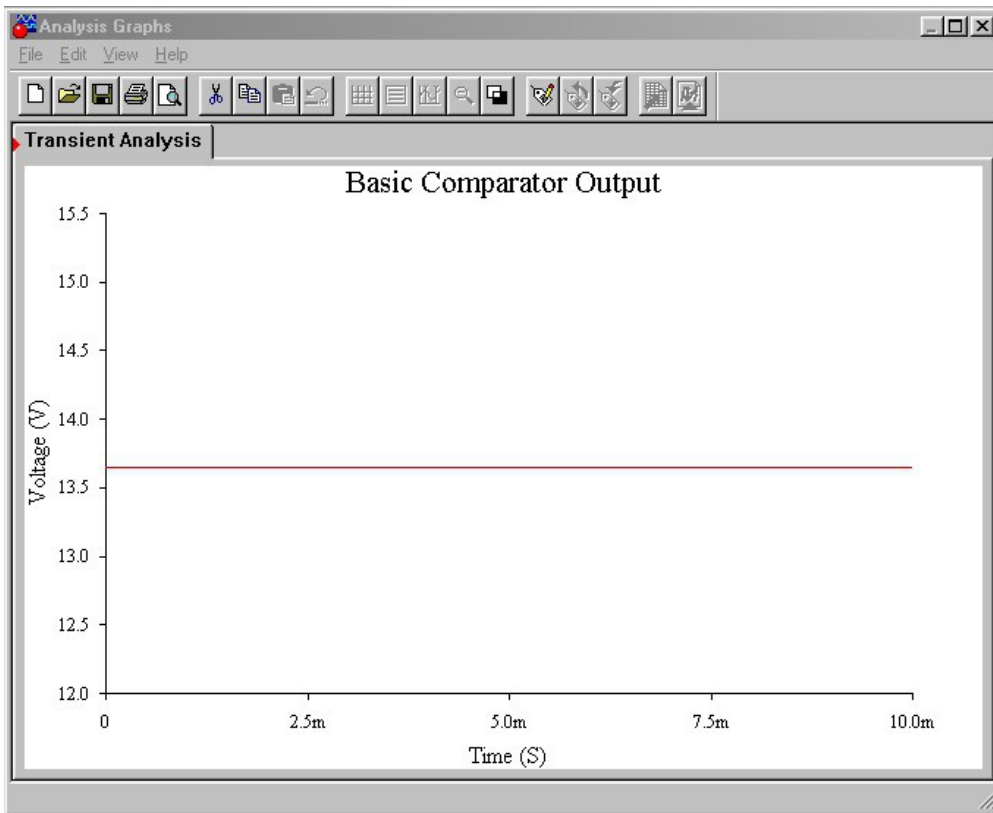 Analysis Graphs
File Edit View Help
Transient Analysis
Basic Comparator Output
15.5
15.0
14.5
14.0
13.5
13.0
12.5
12.0
Voltage (V)
0 2.5m 5.0m 7.5m 10.0m
Time (S)